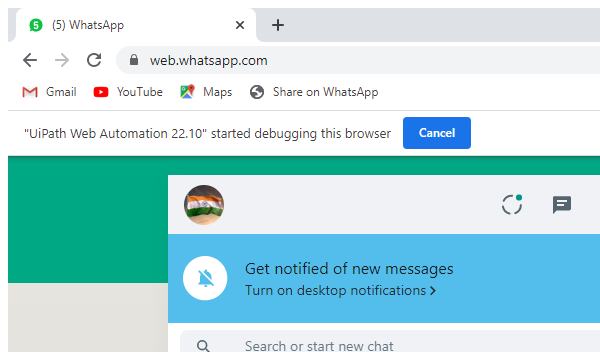 5 (5) WhatsApp
web.whatsapp.com
Gmail YouTube Maps Share on WhatsApp
"UiPath Web Automation 22.10" started debugging this browser Cancel
Get notified of new messages
Turn on desktop notifications
Search or start new chat